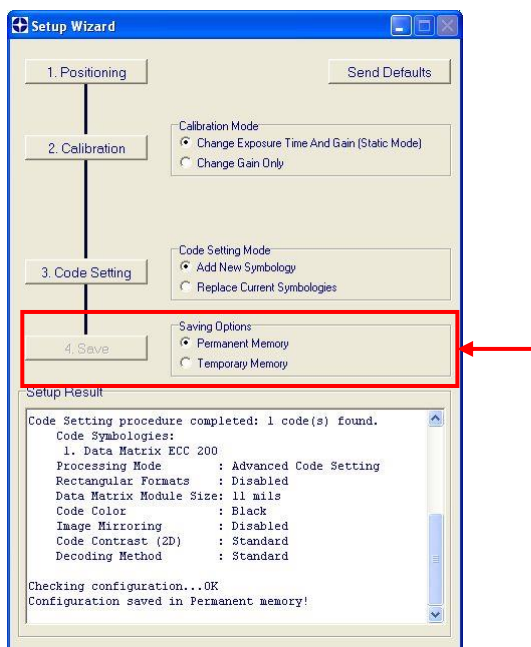 Setup Wizard
1. Positioning
Send Defaults
Calibration Mode
2. Calibration
Change Exposure Time And Gain (Static Mode)
Change Gain Only
Code Setting Mode
3. Code Setting
Add New Symbology
Replace Current Symbologies
Saving Options
4. Save
Permanent Memory
Temporary Memory
Setup Result
Code Setting procedure completed: 1 code(s) found.
Code Symbologies:
1. Data Matrix ECC 200
Processing Mode : Advanced Code Setting
Rectangular Formats : Disabled
Data Matrix Module Size: 11 mils
Code Color : Black
Image Mirroring : Disabled
Code Contrast (2D) : Standard
Decoding Method : Standard
Checking configuration...OK
Configuration saved in Permanent memory!